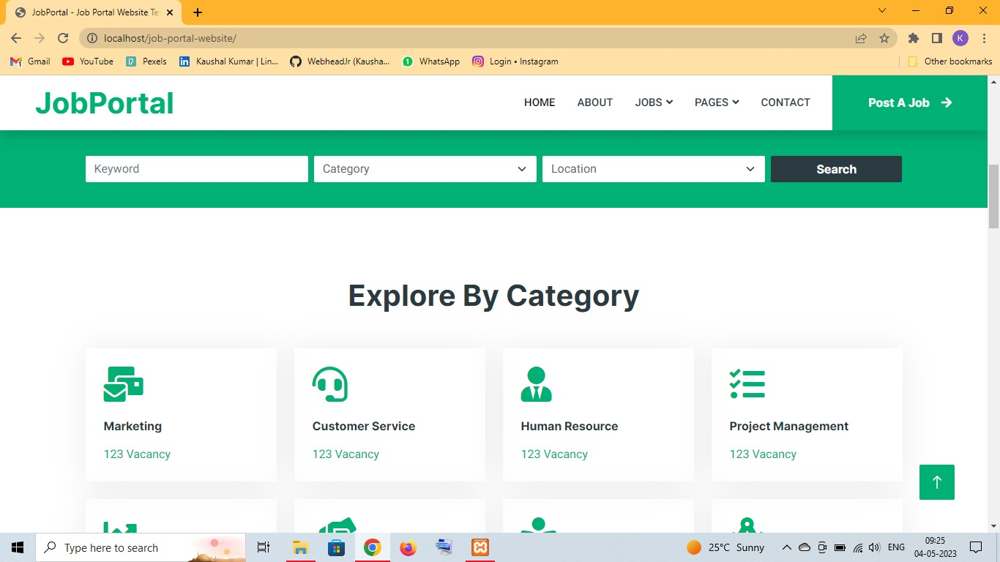 JobPortal - Job Portal Website Te
localhost/job-portal-website/
K
Gmail YouTube Pexels Kaushal Kumar | Lin... WebheadJr (Kausha... WhatsApp Login • Instagram Other bookmarks
JobPortal HOME ABOUT JOBS PAGES CONTACT Post A Job
Keyword Category Location Search
Explore By Category
Marketing Customer Service Human Resource Project Management
123 Vacancy 123 Vacancy 123 Vacancy 123 Vacancy
Type here to search 25°C Sunny ENG 09:25
04-05-2023